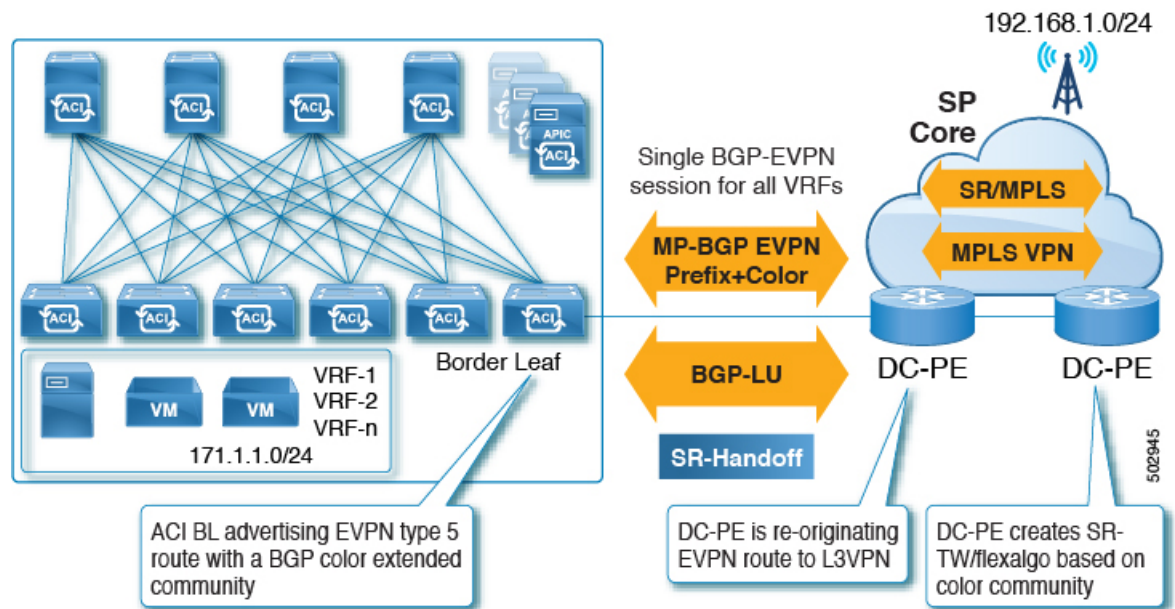 192.168.1.0/24
ACI
ACI
ACI
ACI
APIC
ACI
SP
Core
Single BGP-EVPN
session for all VRFs
SR/MPLS
MP-BGP EVPN
Prefix+Color
MPLS VPN
ACI
ACI
ACI
ACI
ACI
ACI
Border Leaf
BGP-LU
DC-PE
DC-PE
VM
VM
VRF-1
VRF-2
VRF-n
171.1.1.0/24
SR-Handoff
502945
ACI BL advertising EVPN type 5
route with a BGP color extended
community
DC-PE is re-originating
EVPN route to L3VPN
DC-PE creates SR-
TW/flexalgo based on
color community